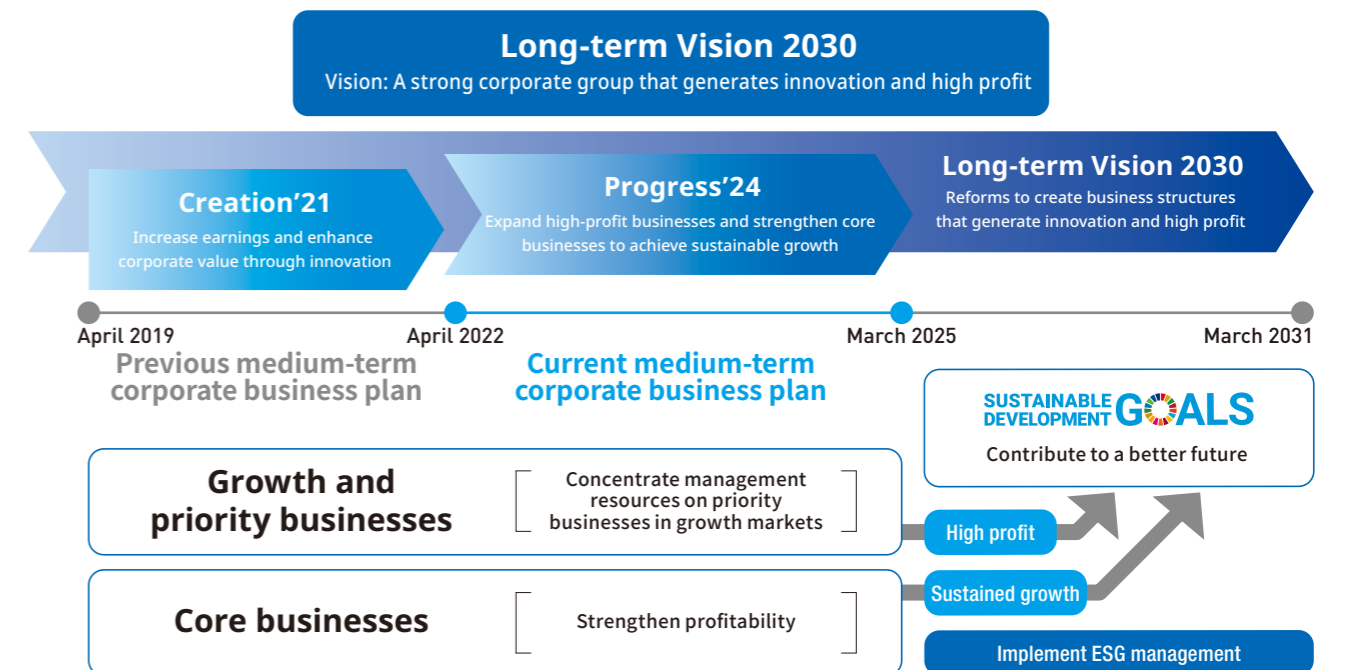 Long-term Vision 2030
Vision: A strong corporate group that generates innovation and high profit
Creation’21
Increase earnings and enhance
corporate value through innovation
Progress’24
Expand high-profit businesses and strengthen core
businesses to achieve sustainable growth
Long-term Vision 2030
Reforms to create business structures
that generate innovation and high profit
April 2019
April 2022
March 2025
March 2031
Previous medium-term
corporate business plan
Current medium-term
corporate business plan
SUSTAINABLE
DEVELOPMENT GOALS
Contribute to a better future
Growth and
priority businesses
Concentrate management
resources on priority
businesses in growth markets
High profit
Core businesses
Strengthen profitability
Sustained growth
Implement ESG management